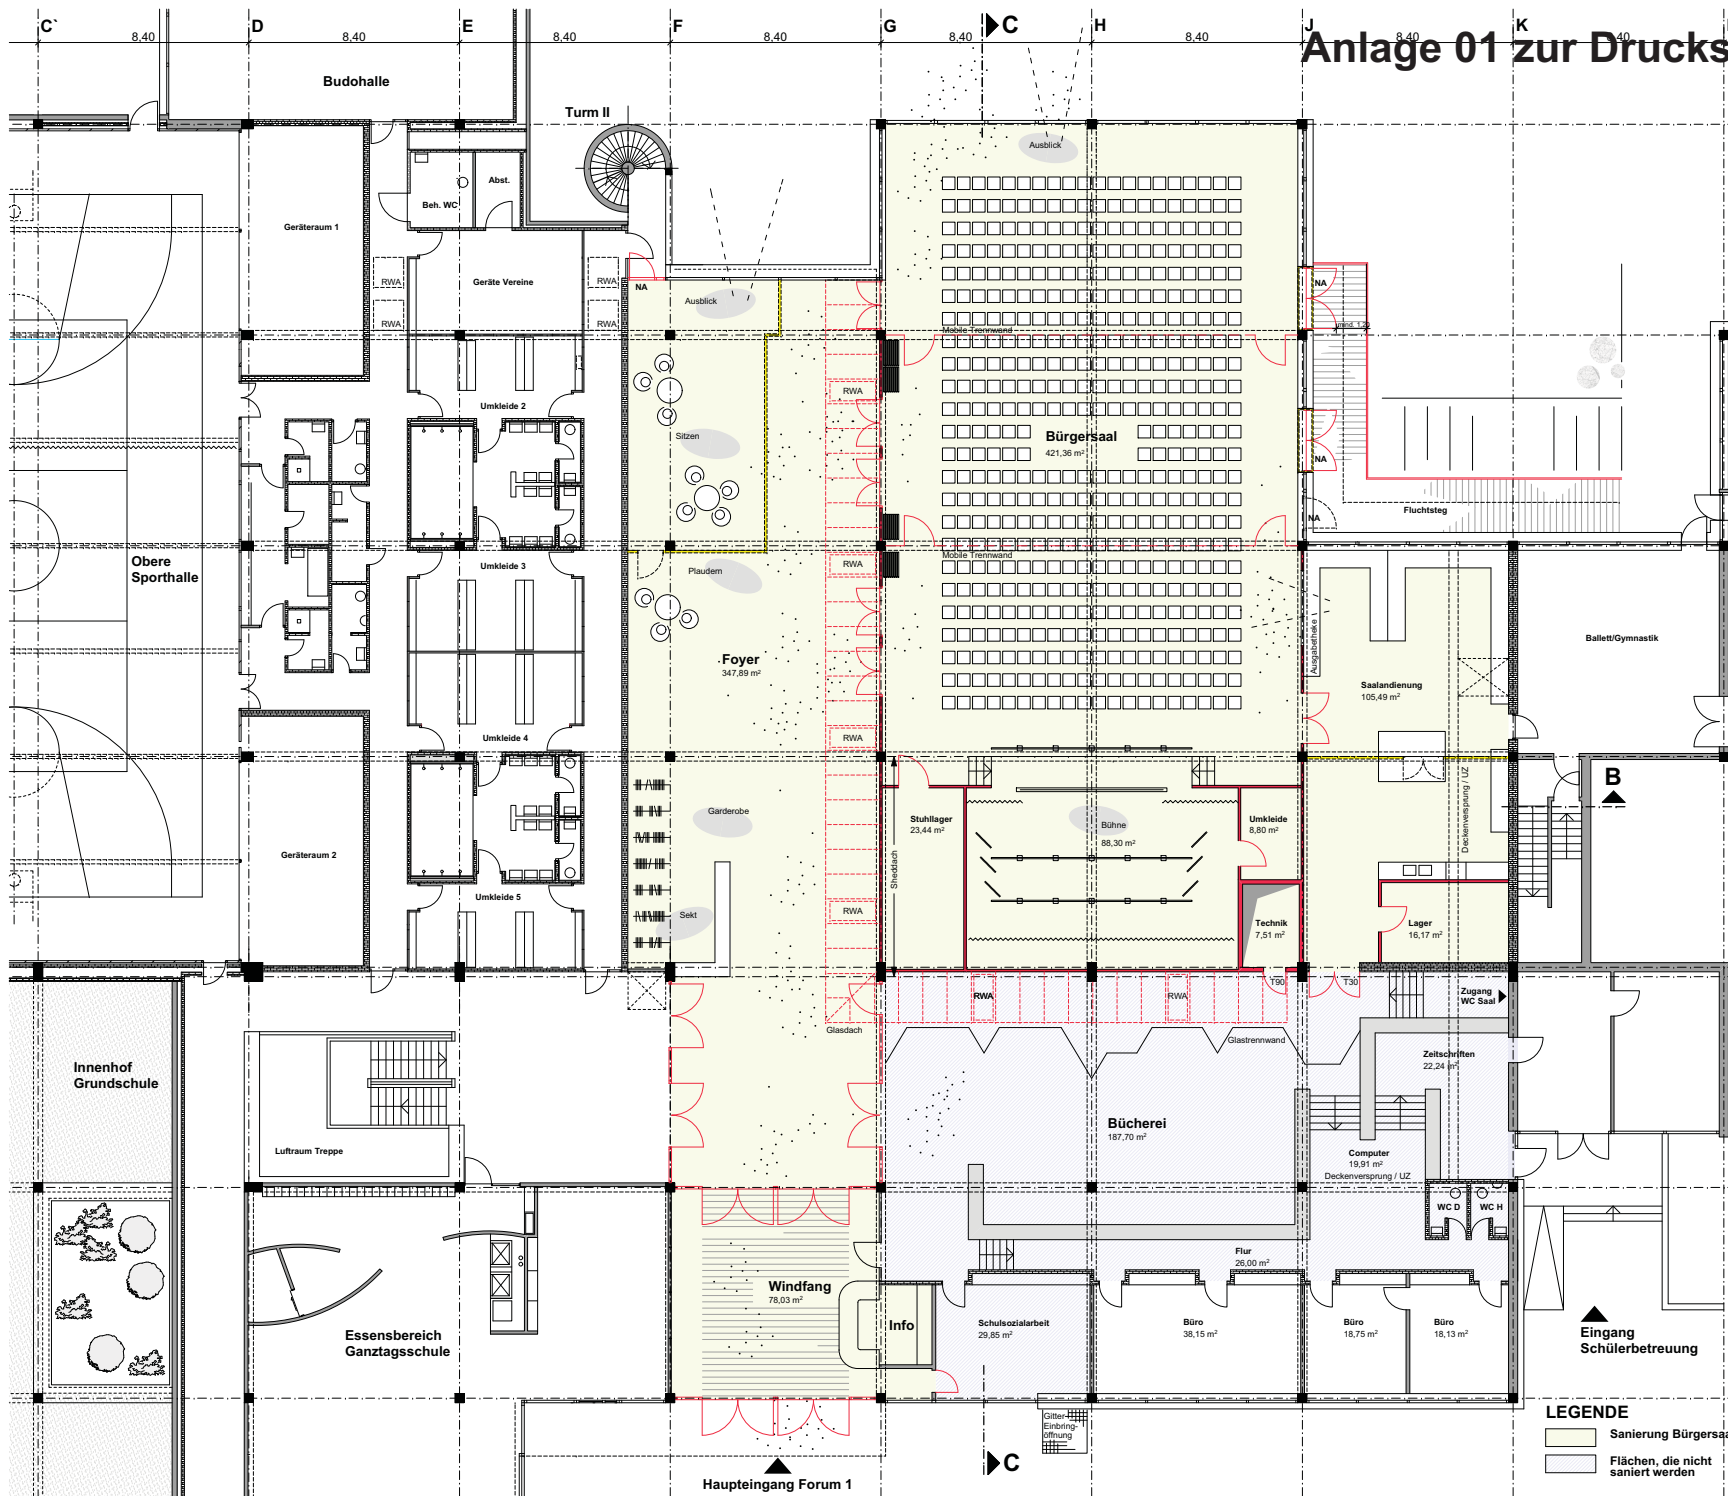 C` D E F G C H J K
8,40 8,40 8,40 8,40 8,40 8,40 8,40 8,40
Anlage 01 zur Drucks
Budohalle
Turm II
Ausblick
Abst.
Beh. WC
Geräteraum 1
Geräte Vereine
RWA
RWA
RWA
RWA
NA
Ausblick
NA
mind. 1,20
Mobile Trennwand
RWA
Umkleide 2
Sitzen
Bürgersaal
421,36 m²
NA
Fluchtsteg
NA
Obere
Sporthalle
Umkleide 3
Plaudern
RWA
Mobile Trennwand
Ausgabetheke
Ballett/Gymnastik
Foyer
347,89 m²
Saalandienung
105,49 m²
Umkleide 4
RWA
B
Garderobe
Stuhllager
23,44 m²
Bühne
88,30 m²
Umkleide
8,80 m²
Deckenversprung / UZ
Sheddach
Geräteraum 2
Umkleide 5
Sekt
RWA
Technik
7,51 m²
Lager
16,17 m²
RWA
RWA
T90
T30
Zugang
WC Saal
Glasdach
Glastrennwand
Zeitschriften
22,24 m²
Innenhof
Grundschule
Bücherei
187,70 m²
Luftraum Treppe
Computer
19,91 m²
Deckenversprung / UZ
WC D
WC H
Flur
26,00 m²
Windfang
78,03 m²
Info
Schulsozialarbeit
29,85 m²
Büro
38,15 m²
Büro
18,75 m²
Büro
18,13 m²
Essensbereich
Ganztagsschule
Eingang
Schülerbetreuung
Gitter-
Einbring-
öffnung
LEGENDE
Sanierung Bürgersaa
Flächen, die nicht
saniert werden
C
Haupteingang Forum 1